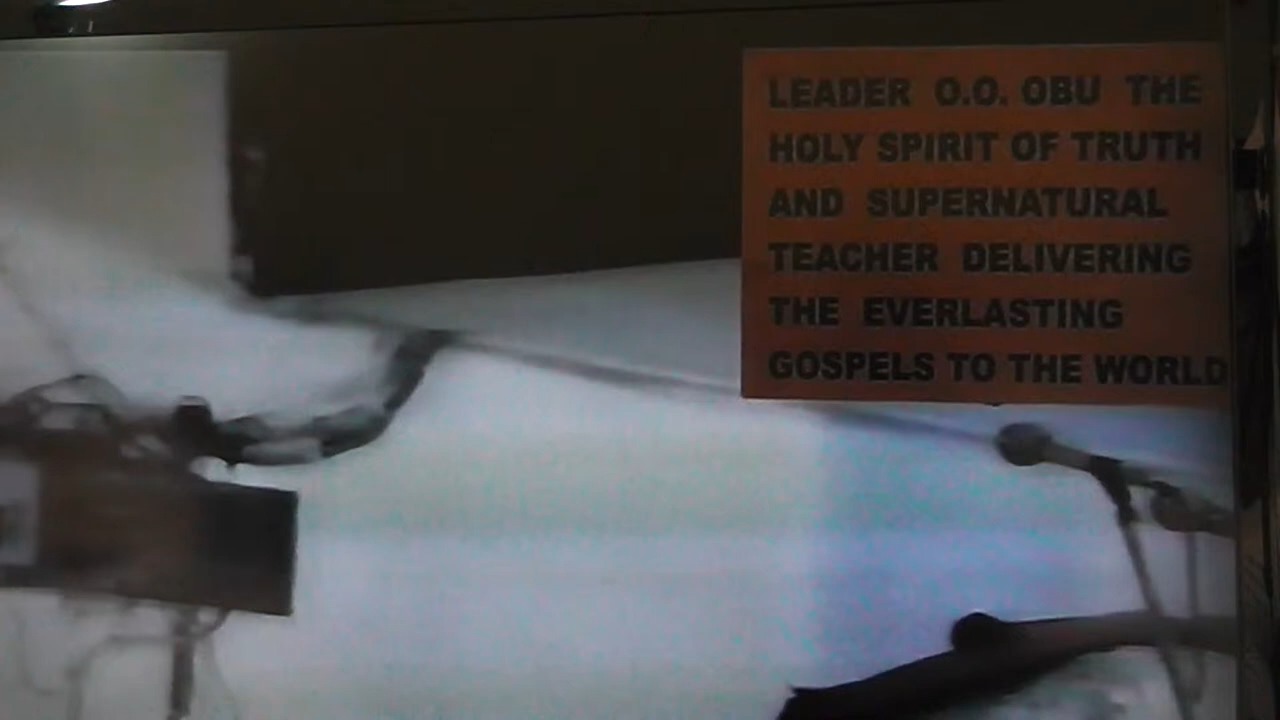 LEADER O.O. OBU THE
HOLY SPIRIT OF TRUTH
AND SUPERNATURAL
TEACHER DELIVERING
THE EVERLASTING
GOSPELS TO THE WORLD